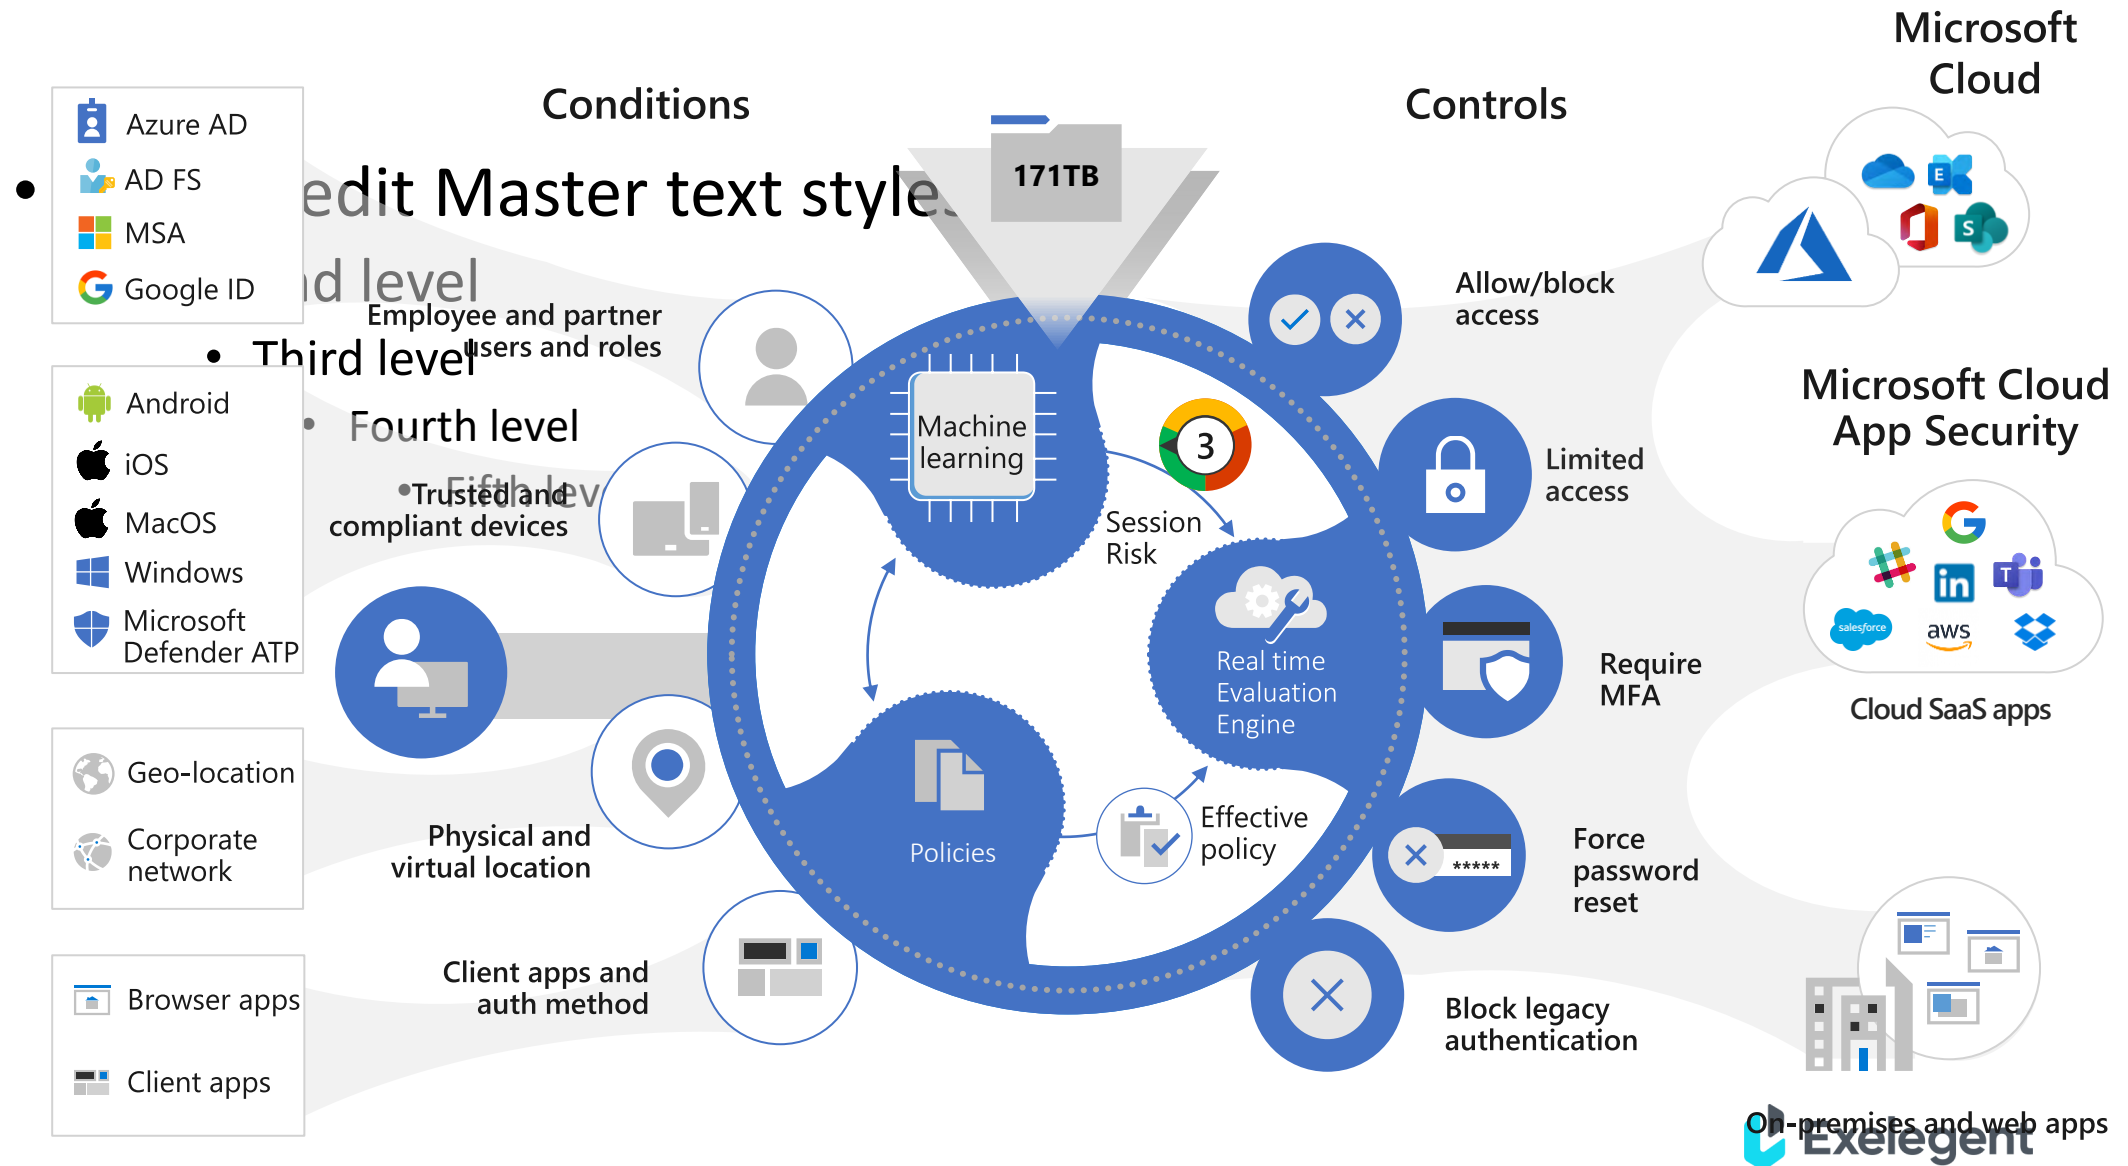 Microsoft
Cloud
Conditions
Controls
Azure AD
AD FS
MSA
Google ID
edit Master text styles
nd level
Third level
Fourth level
Fifth lev
171TB
Employee and partner
users and roles
Allow/block
access
Android
iOS
MacOS
Windows
Microsoft
Defender ATP
Machine
learning
3
Session
Risk
Trusted and
compliant devices
Limited
access
Microsoft Cloud
App Security
salesforce
aws
in
T
E
S
Cloud SaaS apps
Real time
Evaluation
Engine
Require
MFA
Geo-location
Corporate
network
Physical and
virtual location
Policies
Effective
policy
*****
Force
password
reset
Browser apps
Client apps
Client apps and
auth method
Block legacy
authentication
On-premises and web apps
Exelegent